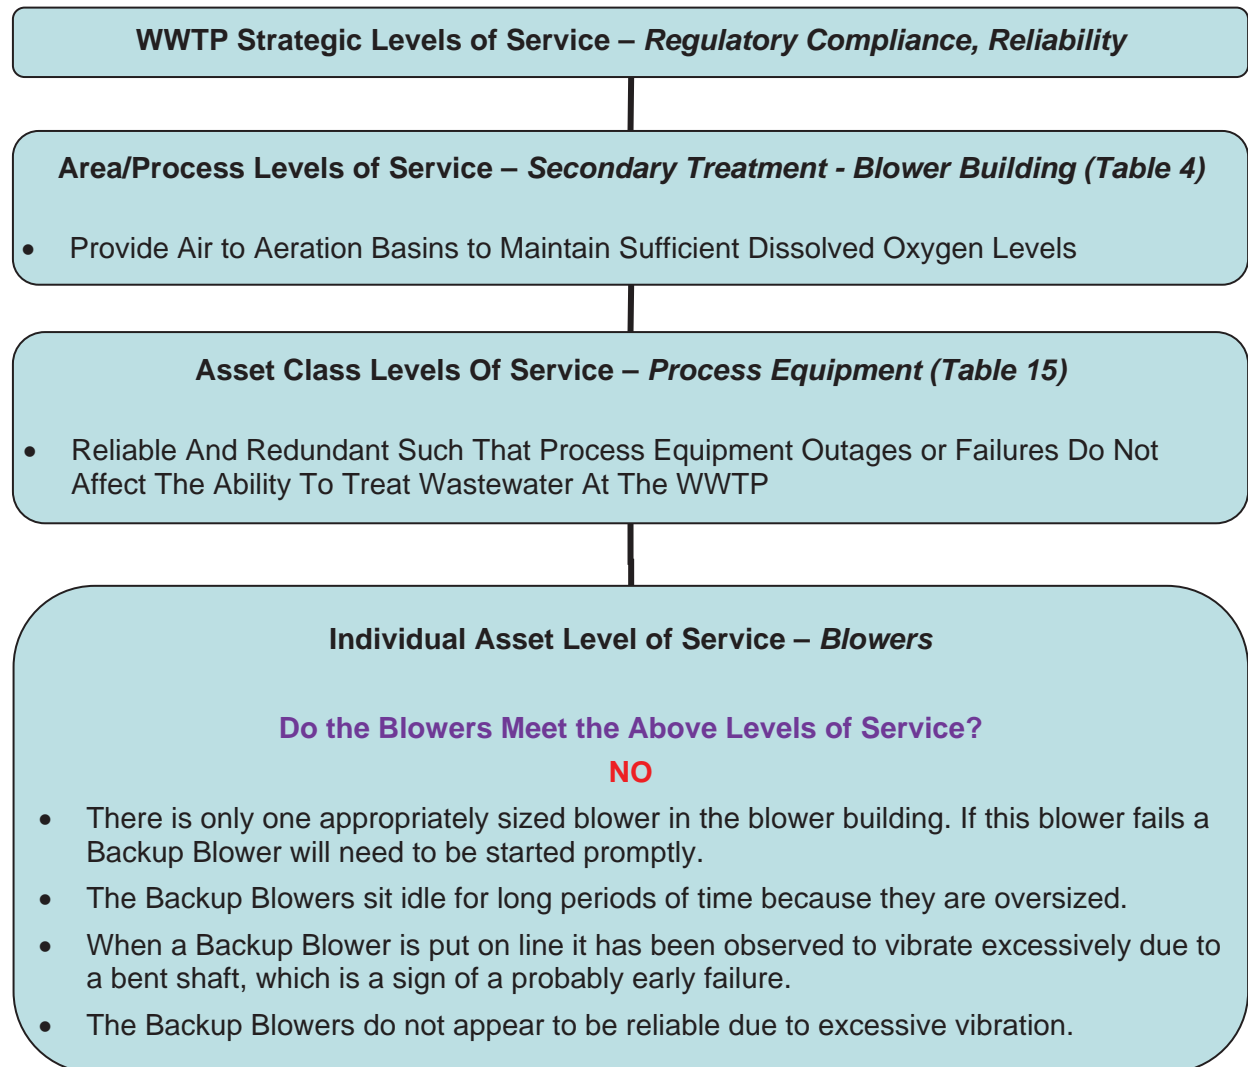 WWTP Strategic Levels of Service – Regulatory Compliance, Reliability
Area/Process Levels of Service – Secondary Treatment - Blower Building (Table 4)
• Provide Air to Aeration Basins to Maintain Sufficient Dissolved Oxygen Levels
Asset Class Levels Of Service – Process Equipment (Table 15)
• Reliable And Redundant Such That Process Equipment Outages or Failures Do Not
Affect The Ability To Treat Wastewater At The WWTP
Individual Asset Level of Service – Blowers
Do the Blowers Meet the Above Levels of Service?
NO
• There is only one appropriately sized blower in the blower building. If this blower fails a
Backup Blower will need to be started promptly.
• The Backup Blowers sit idle for long periods of time because they are oversized.
• When a Backup Blower is put on line it has been observed to vibrate excessively due to
a bent shaft, which is a sign of a probably early failure.
• The Backup Blowers do not appear to be reliable due to excessive vibration.